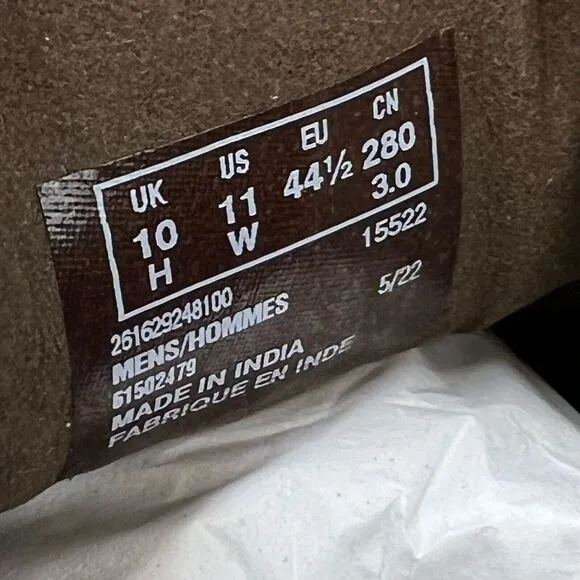 UK US EU CN
10 11 44½ 280
H W 3.0
261629248100 15522
MENS/HOMMES 5/22
61502479
MADE IN INDIA
FABRIQUE EN INDE